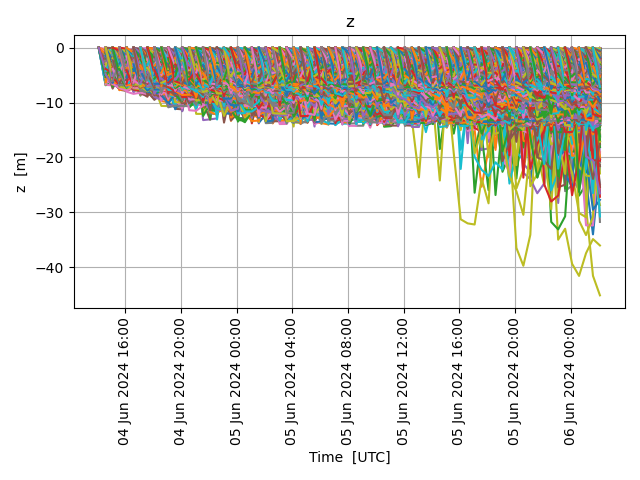 z
0
−10
−20
−30
−40
z [m]
04 Jun 2024 16:00
04 Jun 2024 20:00
05 Jun 2024 00:00
05 Jun 2024 04:00
05 Jun 2024 08:00
05 Jun 2024 12:00
05 Jun 2024 16:00
05 Jun 2024 20:00
06 Jun 2024 00:00
Time [UTC]